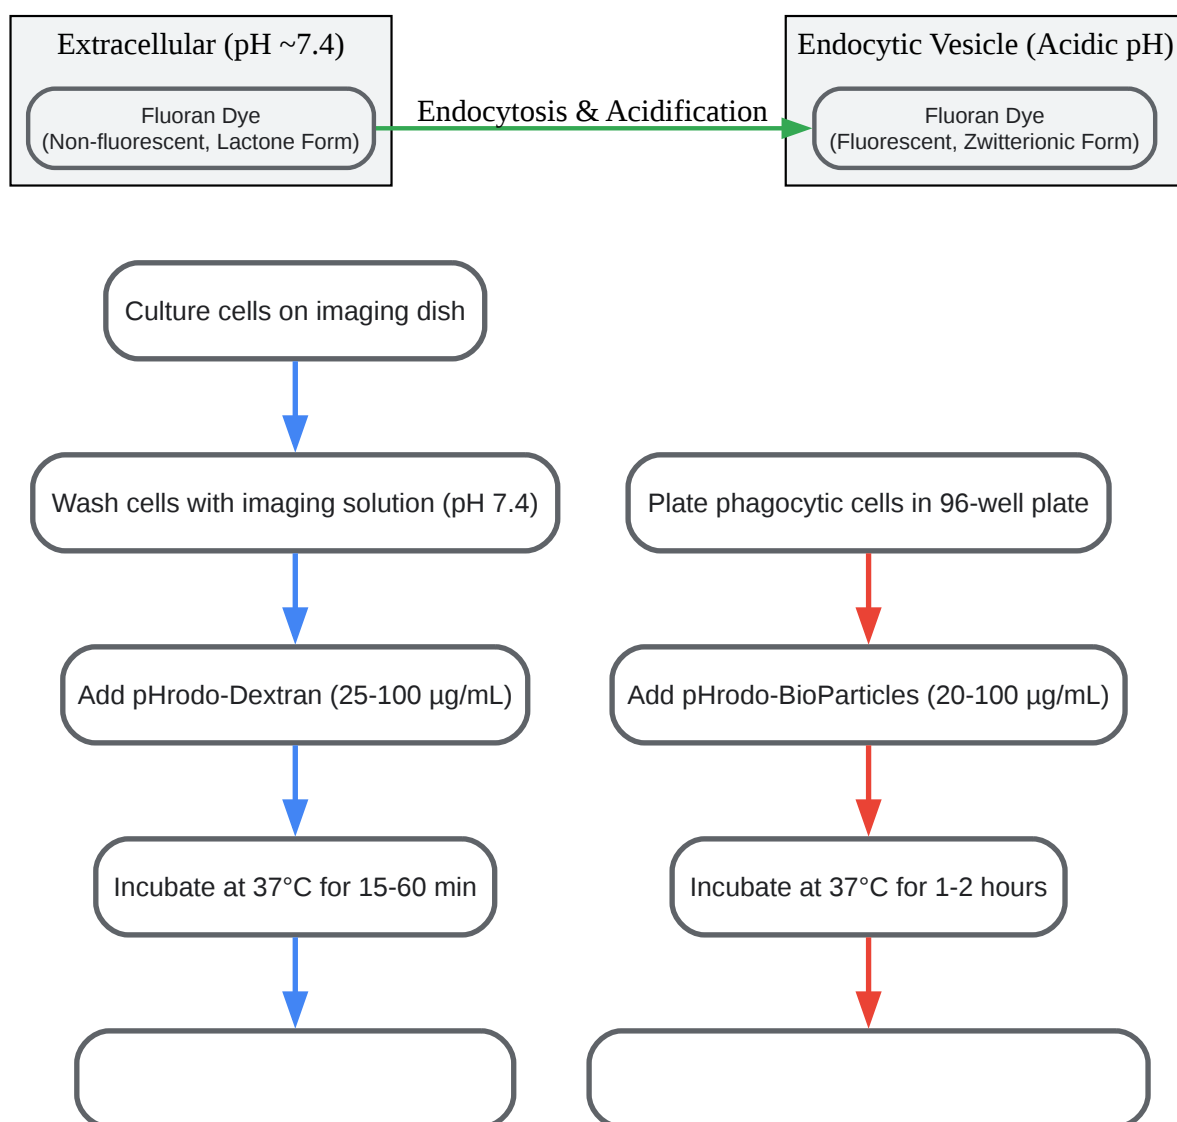 Extracellular (pH ~7.4)
Fluoran Dye
(Non-fluorescent, Lactone Form)
Endocytosis & Acidification
Endocytic Vesicle (Acidic pH)
Fluoran Dye
(Fluorescent, Zwitterionic Form)
Culture cells on imaging dish
Wash cells with imaging solution (pH 7.4)
Add pHrodo-Dextran (25-100 µg/mL)
Incubate at 37°C for 15-60 min
Plate phagocytic cells in 96-well plate
Add pHrodo-BioParticles (20-100 µg/mL)
Incubate at 37°C for 1-2 hours